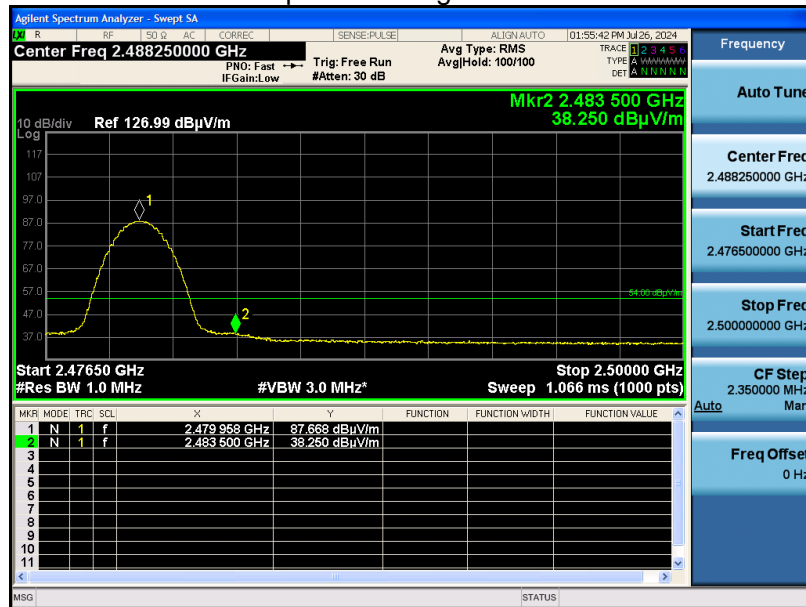 Agilent Spectrum Analyzer - Swept SA
LXI R RF 50 Ω AC CORREC SENSE:PULSE ALIGN AUTO 01:55:42 PM Jul 26, 2024
Center Freq 2.488250000 GHz
PNO: Fast
IFGain:Low
Trig: Free Run
#Atten: 30 dB
Avg Type: RMS
Avg|Hold: 100/100
TRACE 1 2 3 4 5 6
TYPE A WWWWW
DET A N N N N N
Mkr2 2.483 500 GHz
38.250 dBµV/m
10 dB/div Ref 126.99 dBµV/m
Log
117
107
97.0
87.0
77.0
67.0
57.0
47.0
37.0
1
2
54.00 dBµV/m
Start 2.47650 GHz Stop 2.50000 GHz
#Res BW 1.0 MHz #VBW 3.0 MHz* Sweep 1.066 ms (1000 pts)
MKR MODE TRC SCL X Y FUNCTION FUNCTION WIDTH FUNCTION VALUE
1 N 1 f 2.479 958 GHz 87.668 dBµV/m
2 N 1 f 2.483 500 GHz 38.250 dBµV/m
3
4
5
6
7
8
9
10
11
MSG STATUS
Frequency
Auto Tune
Center Freq
2.488250000 GHz
Start Freq
2.476500000 GHz
Stop Freq
2.500000000 GHz
CF Step
2.350000 MHz
Auto Man
Freq Offset
0 Hz